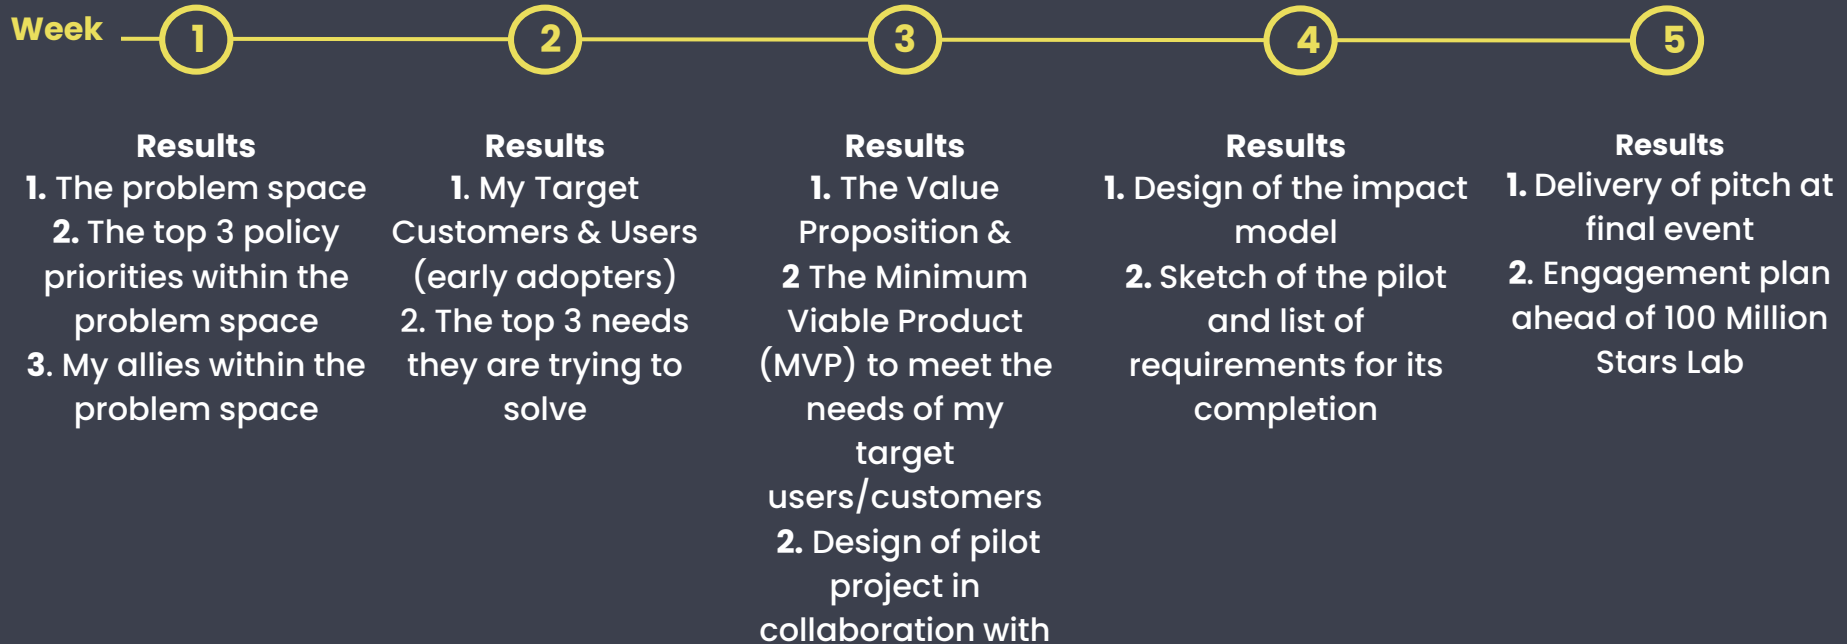 Week
1
2
3
4
5
Results
1. The problem space
2. The top 3 policy
priorities within the
problem space
3. My allies within the
problem space
Results
1. My Target
Customers & Users
(early adopters)
2. The top 3 needs
they are trying to
solve
Results
1. The Value
Proposition &
2 The Minimum
Viable Product
(MVP) to meet the
needs of my
target
users/customers
2. Design of pilot
project in
collaboration with
Results
1. Design of the impact
model
2. Sketch of the pilot
and list of
requirements for its
completion
Results
1. Delivery of pitch at
final event
2. Engagement plan
ahead of 100 Million
Stars Lab